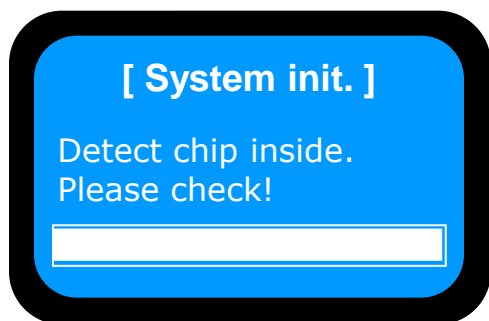 [ System init. ]
Detect chip inside.
Please check!